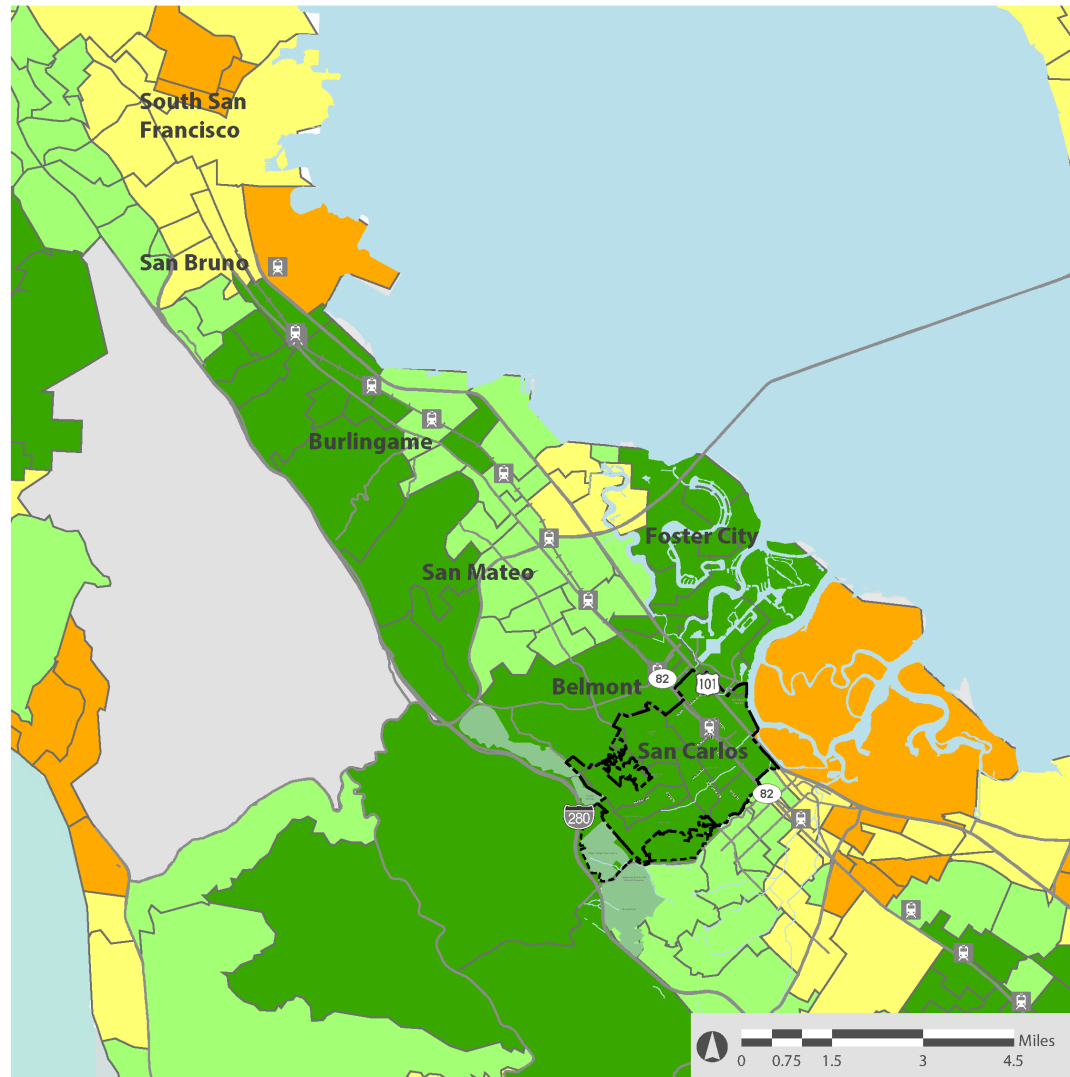 South San
Francisco
San Bruno
Burlingame
Foster City
San Mateo
Belmont
82
101
San Carlos
82
280
Miles
0 0.75 1.5 3 4.5